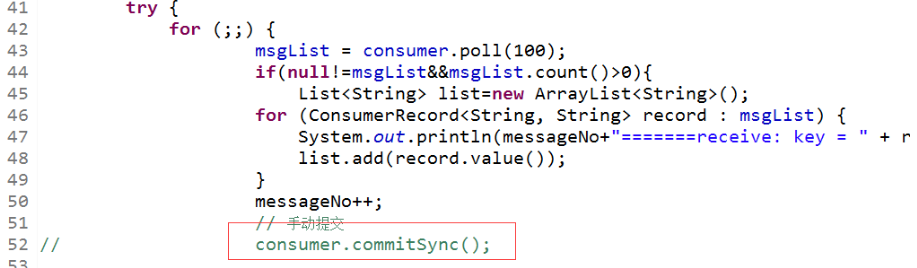 41 try {
42 for (;;) {
43 msgList = consumer.poll(100);
44 if(null!=msgList&&msgList.count()>0){
45 List<String> list=new ArrayList<String>();
46 for (ConsumerRecord<String, String> record : msgList) {
47 System.out.println(messageNo+"=======receive: key = " + r
48 list.add(record.value());
49 }
50 messageNo++;
51 // 手动提交
52 // consumer.commitSync();
53